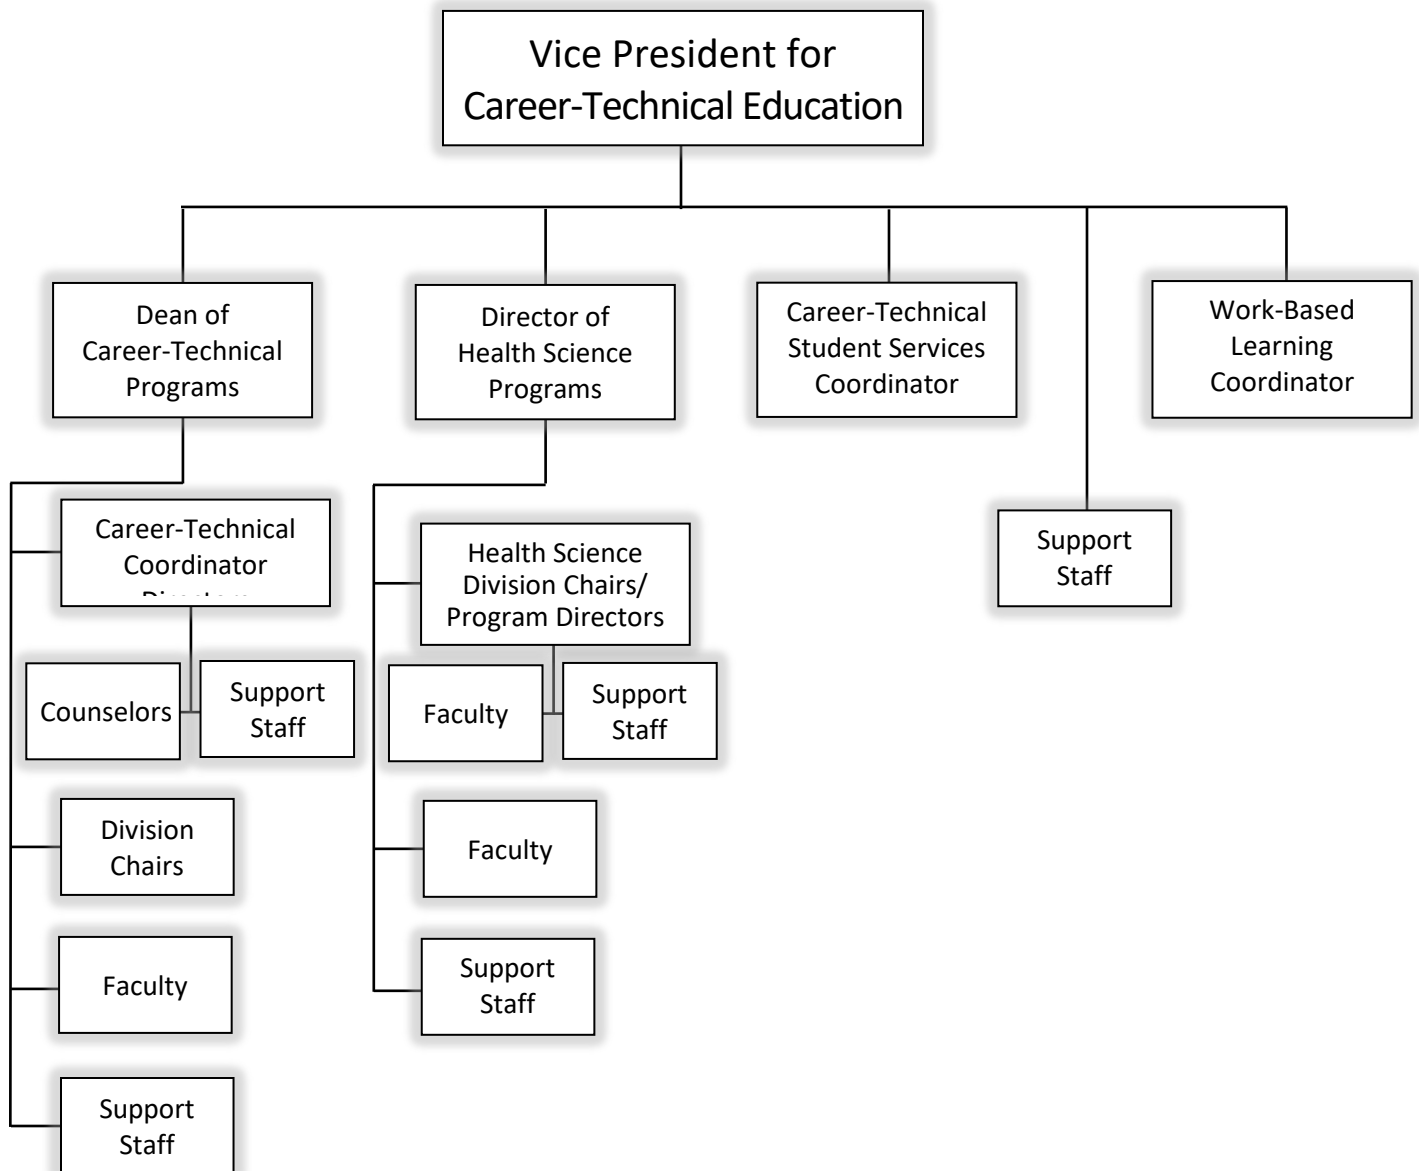 Vice President for
Career-Technical Education
Dean of
Career-Technical
Programs
Director of
Health Science
Programs
Career-Technical
Student Services
Coordinator
Work-Based
Learning
Coordinator
Support
Staff
Career-Technical
Coordinator
Counselors
Support
Staff
Division
Chairs
Faculty
Support
Staff
Health Science
Division Chairs/
Program Directors
Faculty
Support
Staff
Faculty
Support
Staff